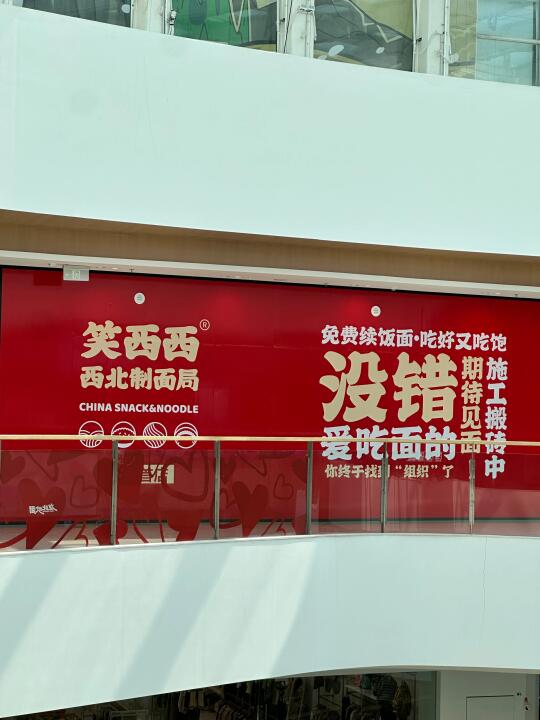 笑西西®
西北制面局
CHINA SNACK&NOODLE
免费续饭面·吃好又吃饱
没错
期待见面
施工搬砖中
爱吃面的
你终于找到“组织”了